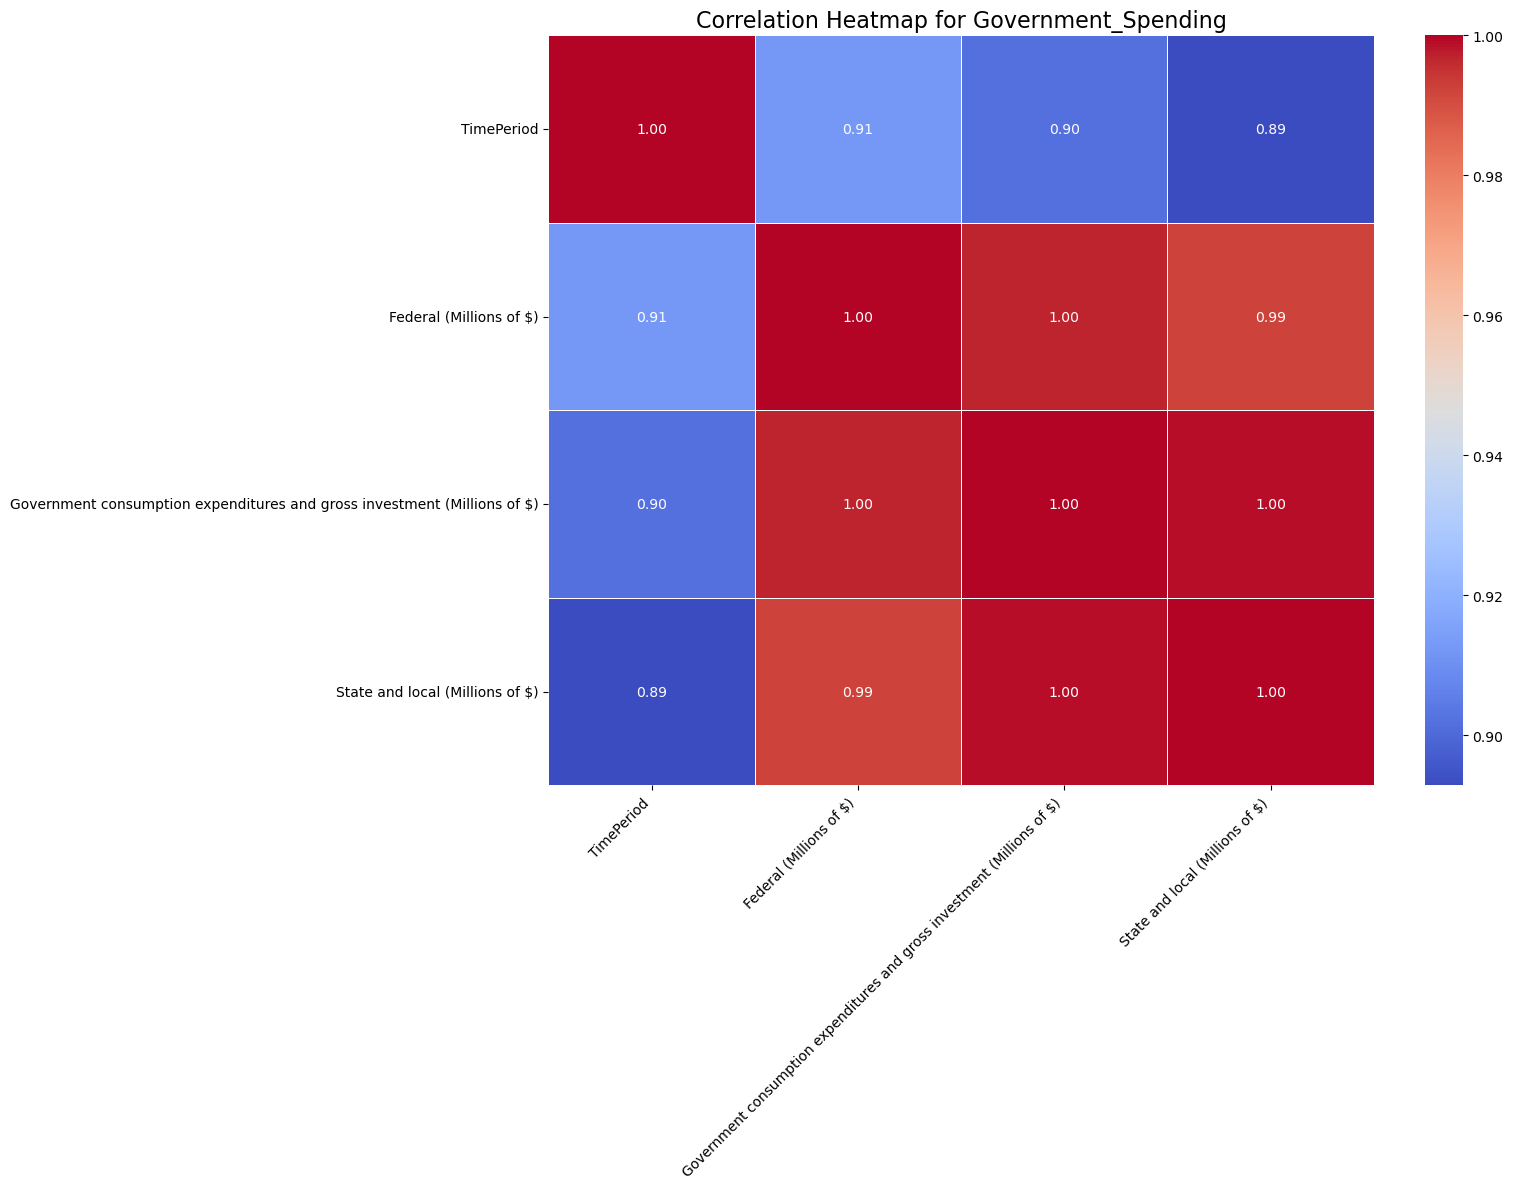 Correlation Heatmap for Government_Spending
TimePeriod
1.00
0.91
0.90
0.89
Federal (Millions of $)
0.91
1.00
1.00
0.99
Government consumption expenditures and gross investment (Millions of $)
0.90
1.00
1.00
1.00
State and local (Millions of $)
0.89
0.99
1.00
1.00
TimePeriod
Federal (Millions of $)
Government consumption expenditures and gross investment (Millions of $)
State and local (Millions of $)
1.00
0.98
0.96
0.94
0.92
0.90